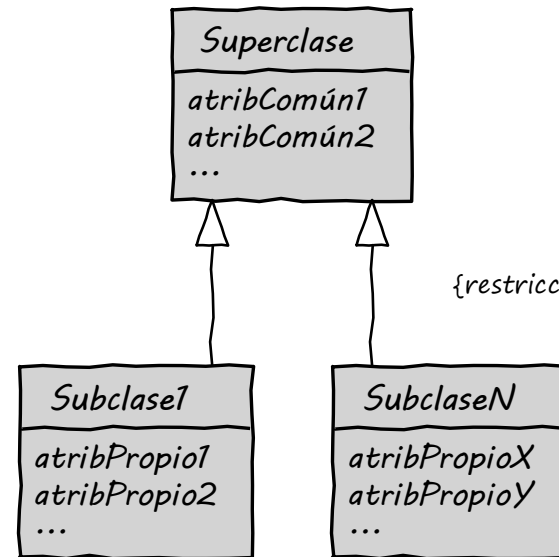 Superclase
atribComún1
atribComún2
...
{restricc
Subclase1
atribPropio1
atribPropio2
...
SubclaseN
atribPropioX
atribPropioY
...